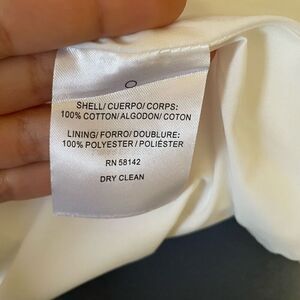 SHELL/ CUERPO/ CORPS:
100% COTTON/ALGODON/ COTON
LINING/ FORRO/ DOUBLURE:
100% POLYESTER / POLIÉSTER
RN 58142
DRY CLEAN